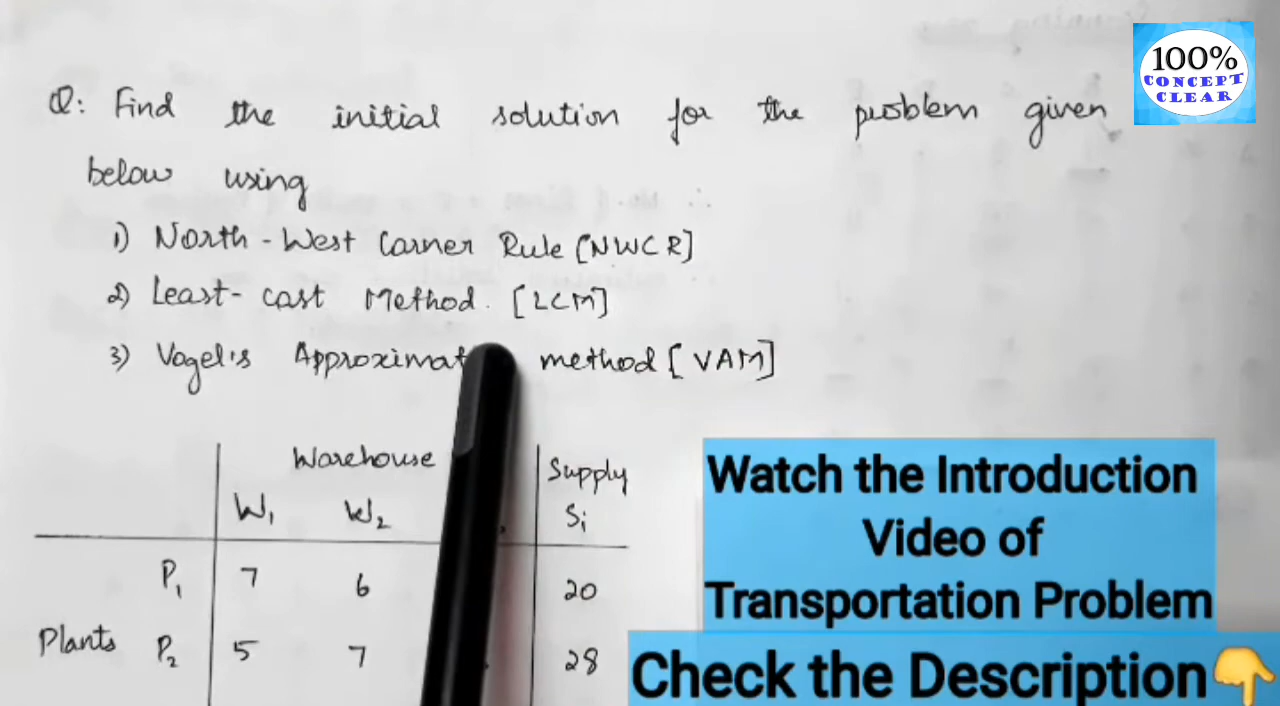 100%
CONCEPT
CLEAR
Q: Find the initial solution for the problem given
below using
1) North-West Corner Rule [NWCR]
2) Least-cost Method. [LCM]
3) Vogel's Approximat method [VAM]
Warehouse Supply
W₁ W₂ Si
P₁ 7 6 20
Plants P₂ 5 7 28
Watch the Introduction
Video of
Transportation Problem
Check the Description👇